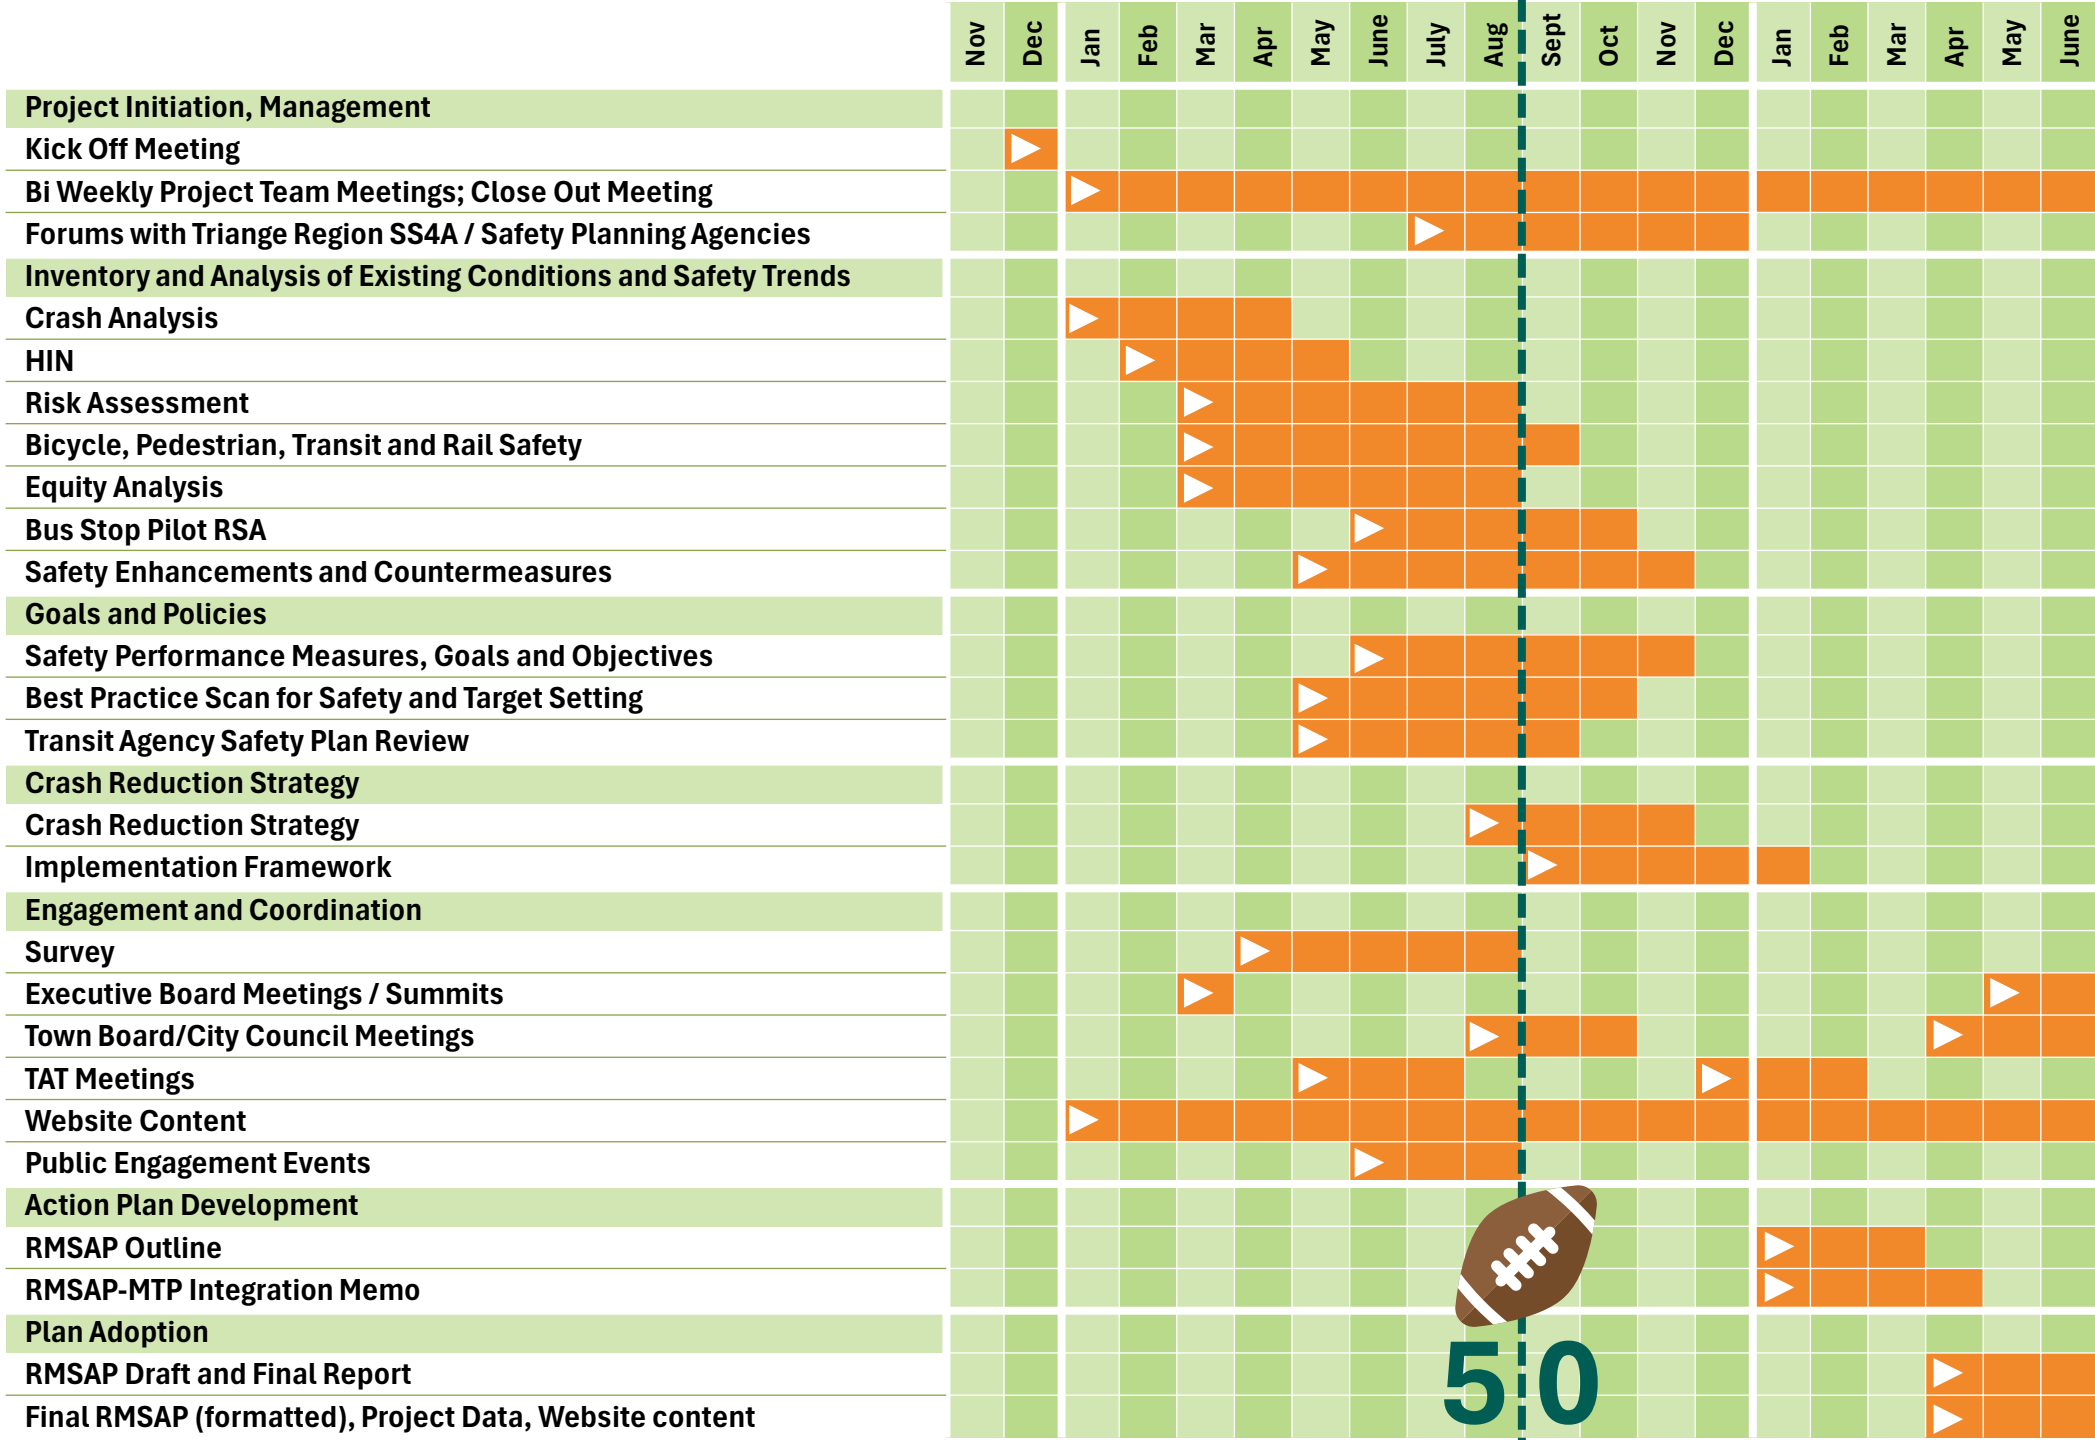 Nov Dec Jan Feb Mar Apr May June July Aug Sept Oct Nov Dec Jan Feb Mar Apr May June
Project Initiation, Management
Kick Off Meeting
Bi Weekly Project Team Meetings; Close Out Meeting
Forums with Triange Region SS4A / Safety Planning Agencies
Inventory and Analysis of Existing Conditions and Safety Trends
Crash Analysis
HIN
Risk Assessment
Bicycle, Pedestrian, Transit and Rail Safety
Equity Analysis
Bus Stop Pilot RSA
Safety Enhancements and Countermeasures
Goals and Policies
Safety Performance Measures, Goals and Objectives
Best Practice Scan for Safety and Target Setting
Transit Agency Safety Plan Review
Crash Reduction Strategy
Crash Reduction Strategy
Implementation Framework
Engagement and Coordination
Survey
Executive Board Meetings / Summits
Town Board/City Council Meetings
TAT Meetings
Website Content
Public Engagement Events
Action Plan Development
RMSAP Outline
RMSAP-MTP Integration Memo
Plan Adoption
RMSAP Draft and Final Report
Final RMSAP (formatted), Project Data, Website content
50